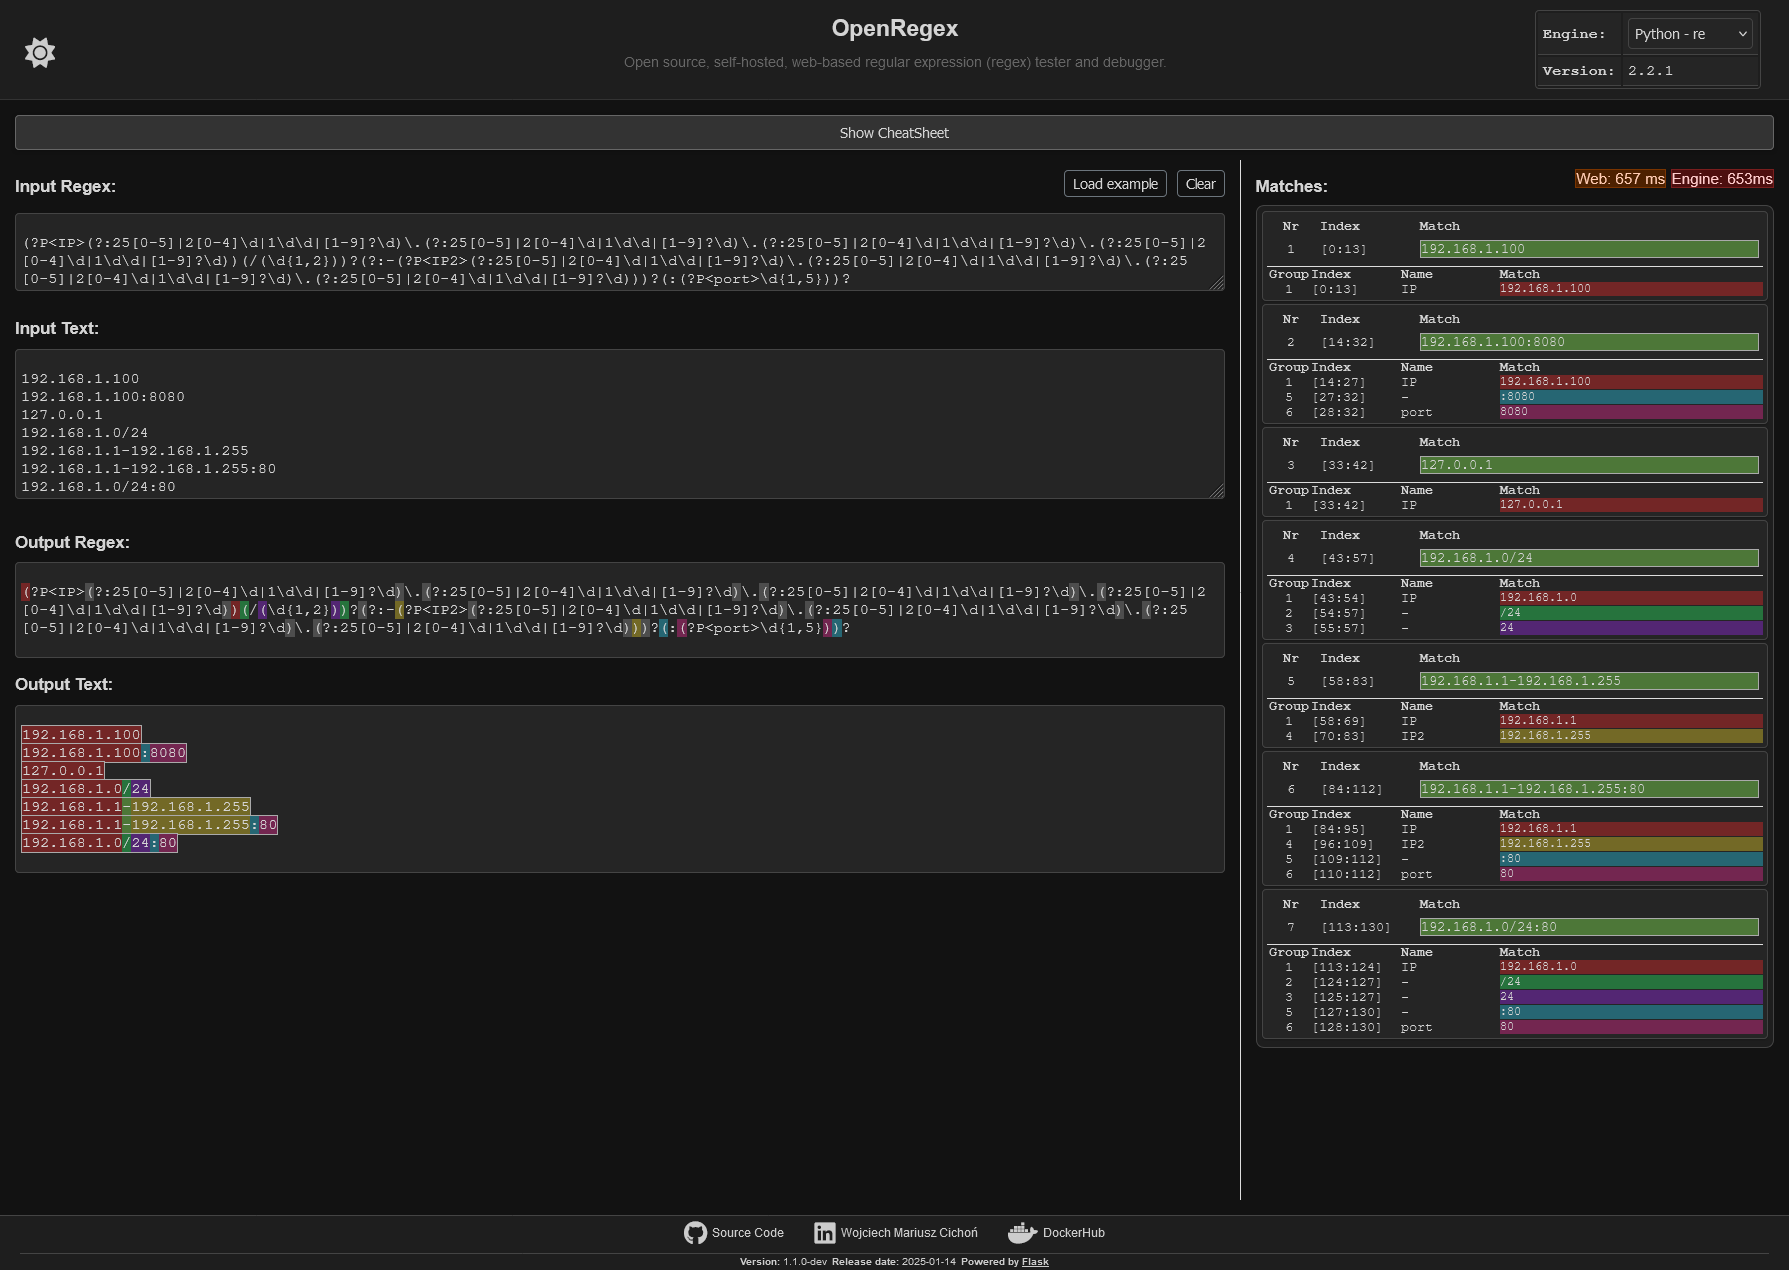 OpenRegex
Open source, self-hosted, web-based regular expression (regex) tester and debugger.
Engine: Python - re
Version: 2.2.1
Show CheatSheet
Input Regex:
Load example
Clear
(?P<IP>(?:25[0-5]|2[0-4]\d|1\d\d|[1-9]?\d)\.(?:25[0-5]|2[0-4]\d|1\d\d|[1-9]?\d)\.(?:25[0-5]|2[0-4]\d|1\d\d|[1-9]?\d)\.(?:25[0-5]|2
[0-4]\d|1\d\d|[1-9]?\d))(/(\d{1,2}))?(?:-(?P<IP2>(?:25[0-5]|2[0-4]\d|1\d\d|[1-9]?\d)\.(?:25[0-5]|2[0-4]\d|1\d\d|[1-9]?\d)\.(?:25
[0-5]|2[0-4]\d|1\d\d|[1-9]?\d)\.(?:25[0-5]|2[0-4]\d|1\d\d|[1-9]?\d)))?(:(?P<port>\d{1,5}))?
Input Text:
192.168.1.100
192.168.1.100:8080
127.0.0.1
192.168.1.0/24
192.168.1.1-192.168.1.255
192.168.1.1-192.168.1.255:80
192.168.1.0/24:80
Output Regex:
(?P<IP>(?:25[0-5]|2[0-4]\d|1\d\d|[1-9]?\d)\.(?:25[0-5]|2[0-4]\d|1\d\d|[1-9]?\d)\.(?:25[0-5]|2[0-4]\d|1\d\d|[1-9]?\d)\.(?:25[0-5]|2
[0-4]\d|1\d\d|[1-9]?\d))(/(\d{1,2}))?(?:-(?P<IP2>(?:25[0-5]|2[0-4]\d|1\d\d|[1-9]?\d)\.(?:25[0-5]|2[0-4]\d|1\d\d|[1-9]?\d)\.(?:25
[0-5]|2[0-4]\d|1\d\d|[1-9]?\d)\.(?:25[0-5]|2[0-4]\d|1\d\d|[1-9]?\d)))?(:(?P<port>\d{1,5}))?
Output Text:
192.168.1.100
192.168.1.100:8080
127.0.0.1
192.168.1.0/24
192.168.1.1-192.168.1.255
192.168.1.1-192.168.1.255:80
192.168.1.0/24:80
Matches:
Web: 657 ms Engine: 653ms
Nr Index Match
1 [0:13] 192.168.1.100
Group Index Name Match
1 [0:13] IP 192.168.1.100
Nr Index Match
2 [14:32] 192.168.1.100:8080
Group Index Name Match
1 [14:27] IP 192.168.1.100
5 [27:32] - :8080
6 [28:32] port 8080
Nr Index Match
3 [33:42] 127.0.0.1
Group Index Name Match
1 [33:42] IP 127.0.0.1
Nr Index Match
4 [43:57] 192.168.1.0/24
Group Index Name Match
1 [43:54] IP 192.168.1.0
2 [54:57] - /24
3 [55:57] - 24
Nr Index Match
5 [58:83] 192.168.1.1-192.168.1.255
Group Index Name Match
1 [58:69] IP 192.168.1.1
4 [70:83] IP2 192.168.1.255
Nr Index Match
6 [84:112] 192.168.1.1-192.168.1.255:80
Group Index Name Match
1 [84:95] IP 192.168.1.1
4 [96:109] IP2 192.168.1.255
5 [109:112] - :80
6 [110:112] port 80
Nr Index Match
7 [113:130] 192.168.1.0/24:80
Group Index Name Match
1 [113:124] IP 192.168.1.0
2 [124:127] - /24
3 [125:127] - 24
5 [127:130] - :80
6 [128:130] port 80
Source Code
Wojciech Mariusz Cichoń
DockerHub
Version: 1.1.0-dev Release date: 2025-01-14 Powered by Flask